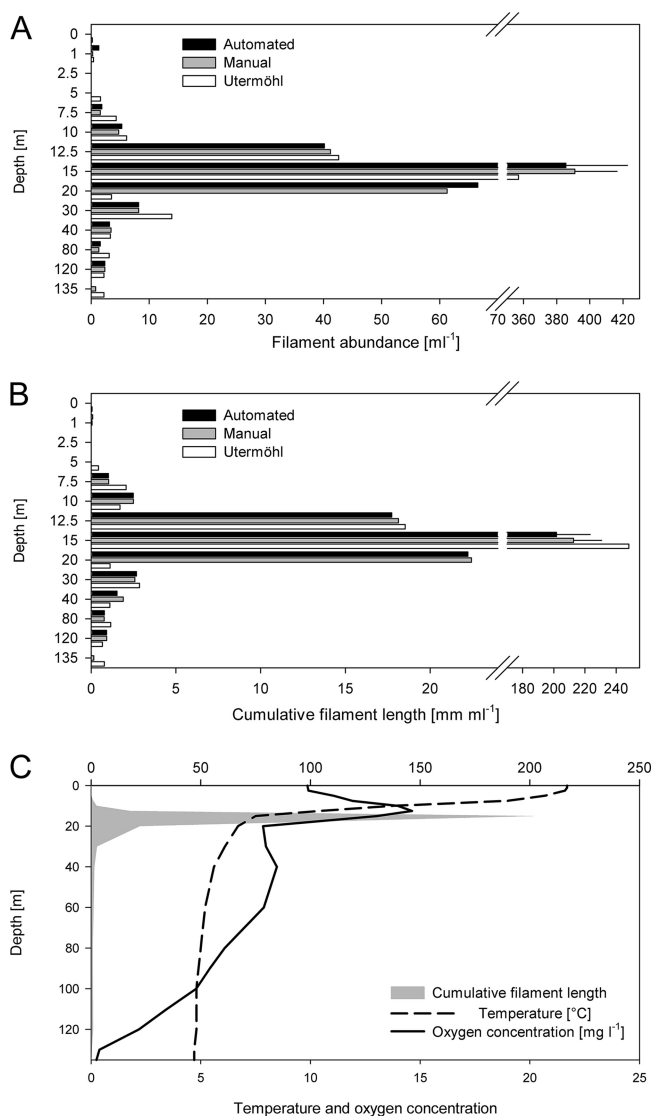 A
0
1
2.5
5
7.5
10
12.5
15
20
30
40
80
120
135
Depth [m]
Automated
Manual
Utermöhl
0 10 20 30 40 50 60 70 360 380 400 420
Filament abundance [ml⁻¹]
B
0
1
2.5
5
7.5
10
12.5
15
20
30
40
80
120
135
Depth [m]
Automated
Manual
Utermöhl
0 5 10 15 20 180 200 220 240
Cumulative filament length [mm ml⁻¹]
C
0 50 100 150 200 250
0
20
40
60
80
100
120
Depth [m]
Cumulative filament length
Temperature [°C]
Oxygen concentration [mg l⁻¹]
0 5 10 15 20 25
Temperature and oxygen concentration